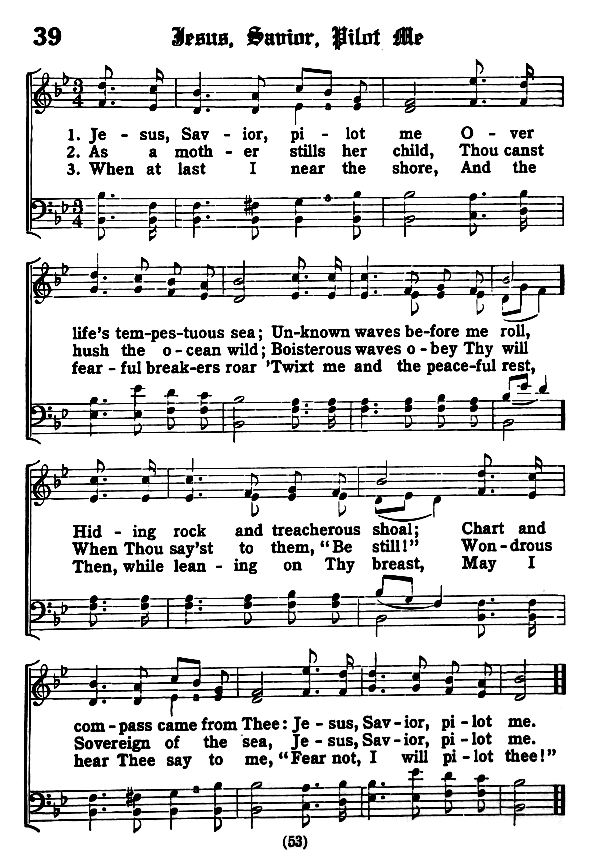 39 Jesus, Savior, Pilot Me
1. Je - sus, Sav - ior, pi - lot me O - ver
2. As a moth - er stills her child, Thou canst
3. When at last I near the shore, And the
life's tem-pes-tuous sea; Un-known waves be-fore me roll,
hush the o-cean wild; Boisterous waves o-bey Thy will
fear-ful break-ers roar 'Twixt me and the peace-ful rest,
Hid - ing rock and treacherous shoal; Chart and
When Thou say'st to them, "Be still!" Won-drous
Then, while lean - ing on Thy breast, May I
com-pass came from Thee: Je-sus, Sav-ior, pi-lot me.
Sovereign of the sea, Je-sus, Sav-ior, pi-lot me.
hear Thee say to me, "Fear not, I will pi-lot thee!"
(53)